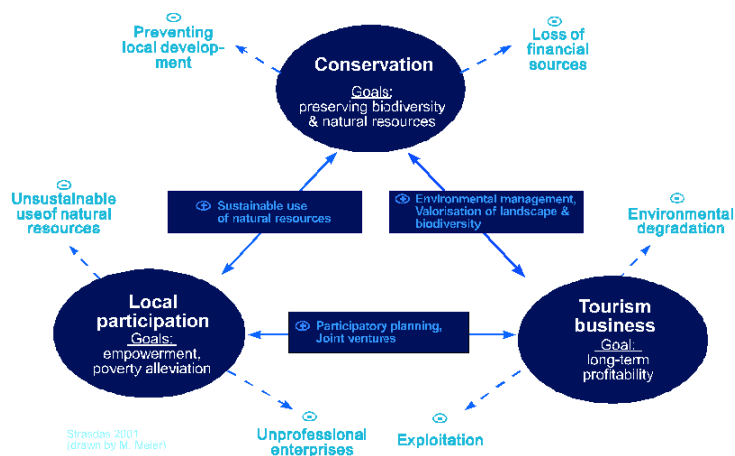 Preventing
local develop-
ment
Loss of
financial
sources
Conservation
Goals:
preserving biodiversity
& natural resources
Unsustainable
useof natural
resources
Sustainable use
of natural resources
Environmental management,
Valorisation of landscape &
biodiversity
Environmental
degradation
Local
participation
Goals:
empowerment,
poverty alleviation
Participatory planning,
Joint ventures
Tourism
business
Goal:
long-term
profitability
Unprofessional
enterprises
Exploitation
Strasdas 2001
(drawn by M. Meier)